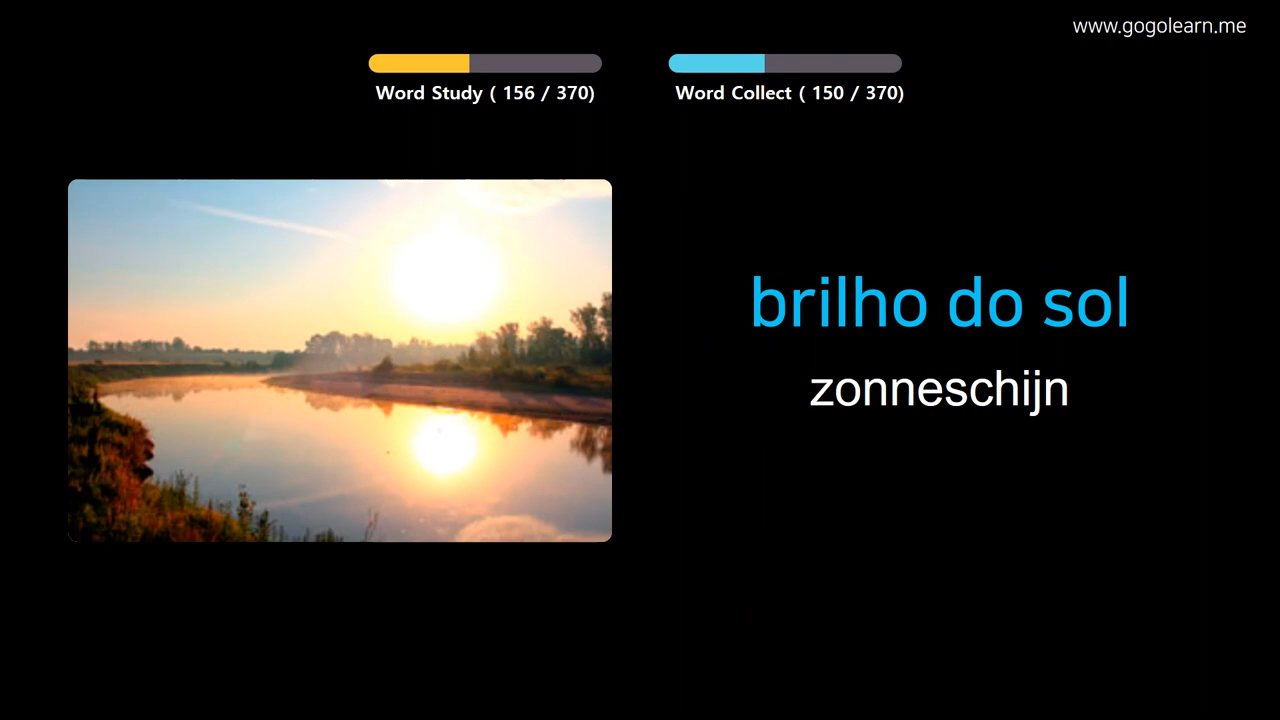 www.gogolearn.me
Word Study ( 156 / 370)
Word Collect ( 150 / 370)
brilho do sol
zonneschijn